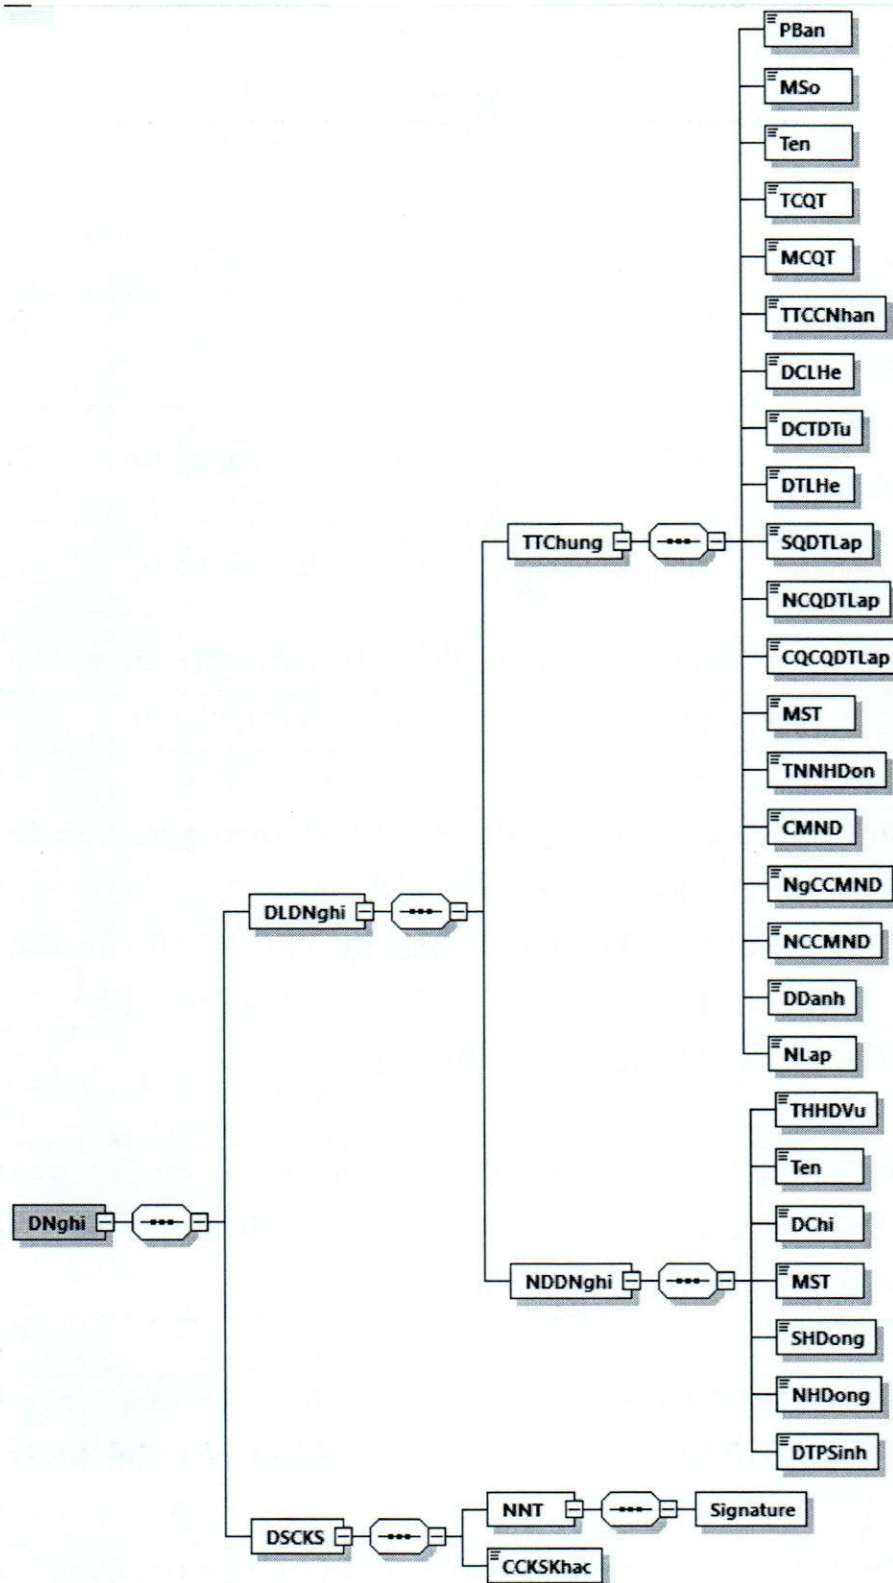 PBan
MSo
Ten
TCQT
MCQT
TTCCNhan
DCLHe
DCTDTu
DTLHe
TTChung
SQDTLap
NCQDTLap
CQCQDTLap
MST
TNNHDon
CMND
NgCCMND
DLDNghi
NCCMND
DDanh
NLap
THHDVu
Ten
DNghi
DChi
NDDNghi
MST
SHDong
NHDong
DTPSinh
NNT
Signature
DSCKS
CCKSKhac